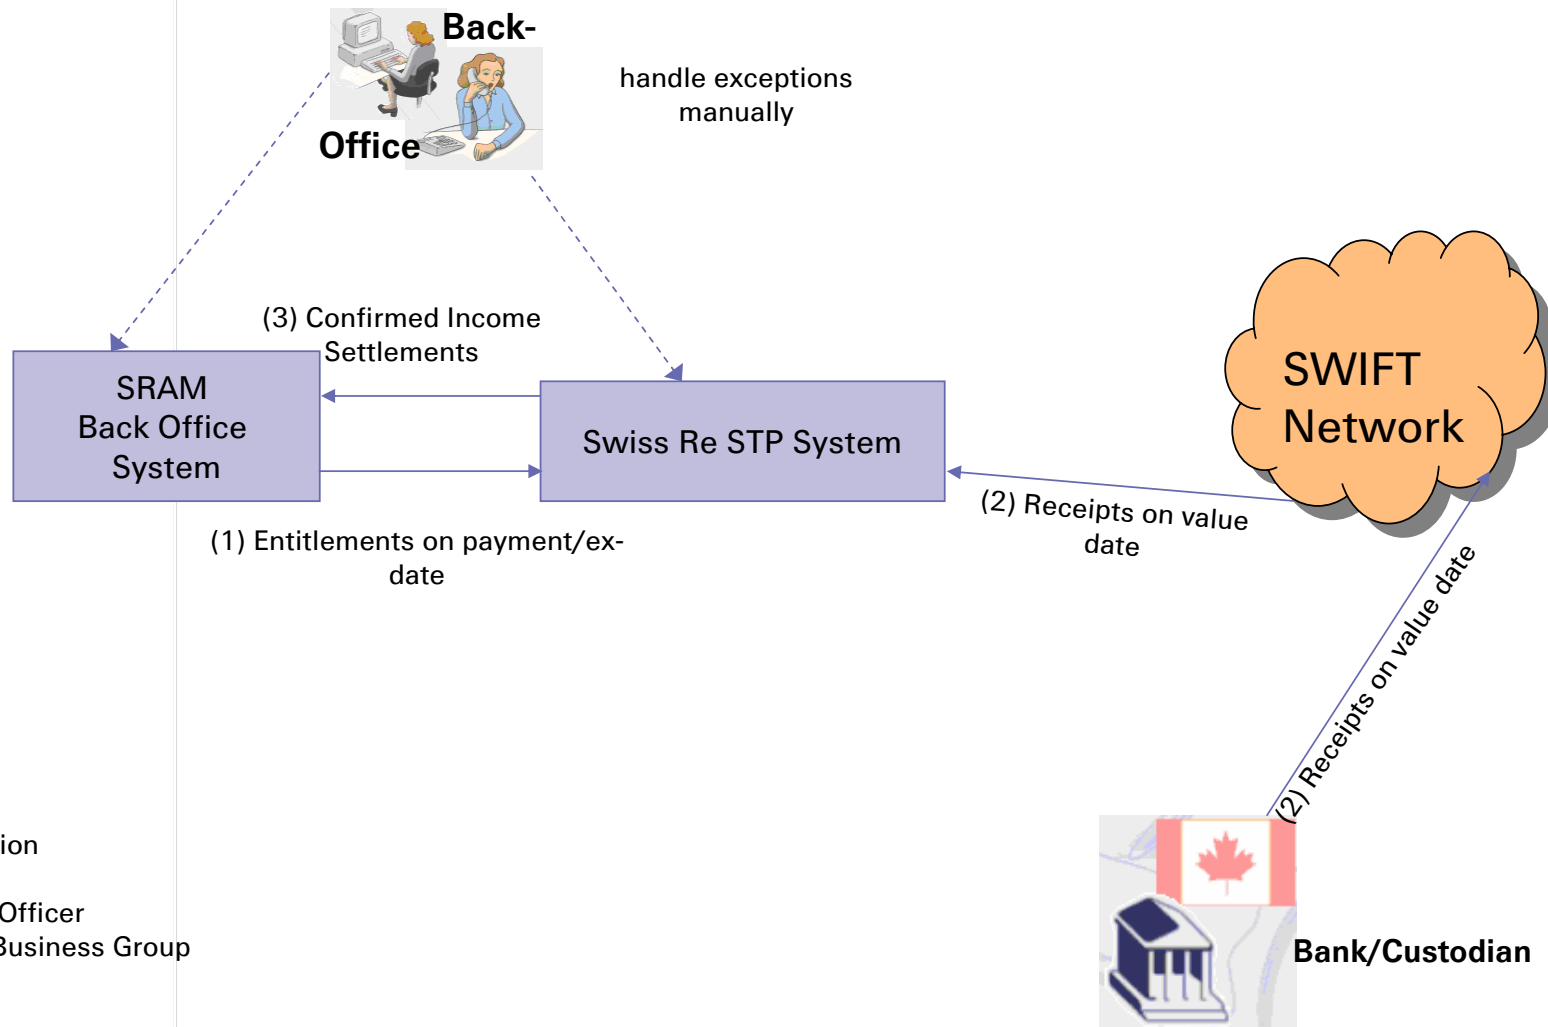 Back-
Office
handle exceptions
manually
(3) Confirmed Income
Settlements
SRAM
Back Office
System
Swiss Re STP System
SWIFT
Network
(1) Entitlements on payment/ex-
date
(2) Receipts on value
date
(2) Receipts on value date
ion
Officer
Business Group
Bank/Custodian